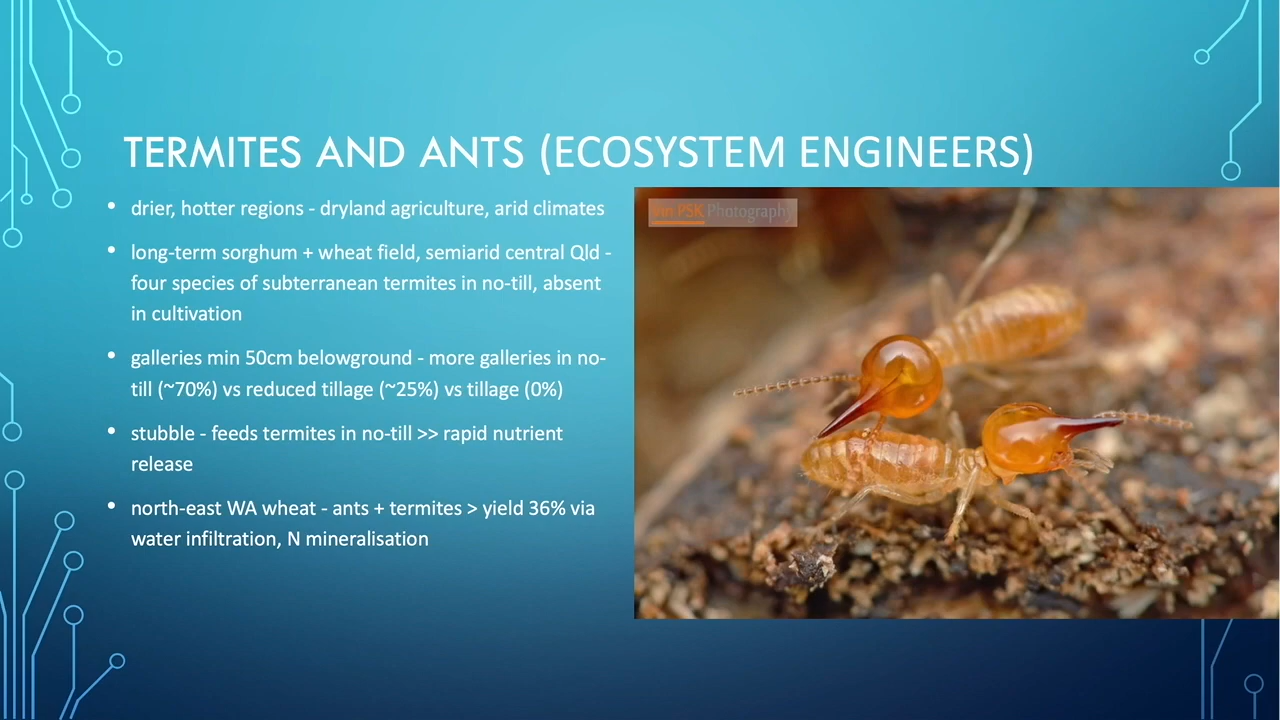 TERMITES AND ANTS (ECOSYSTEM ENGINEERS)
• drier, hotter regions - dryland agriculture, arid climates
• long-term sorghum + wheat field, semiarid central Qld -
four species of subterranean termites in no-till, absent
in cultivation
• galleries min 50cm belowground - more galleries in no-
till (~70%) vs reduced tillage (~25%) vs tillage (0%)
• stubble - feeds termites in no-till >> rapid nutrient
release
• north-east WA wheat - ants + termites > yield 36% via
water infiltration, N mineralisation
PSK Photography